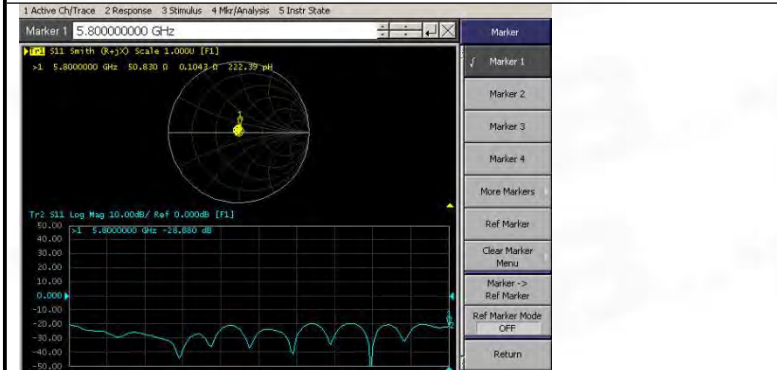 1 Active Ch/Trace 2 Response 3 Stimulus 4 Mkr/Analysis 5 Instr State
Marker 1 5.800000000 GHz
Tr1 S11 Smith (R+jX) Scale 1.000U [F1]
>1 5.8000000 GHz 50.830 Ω 0.1043 Ω 222.39 pH
Tr2 S11 Log Mag 10.00dB/ Ref 0.000dB [F1]
>1 5.8000000 GHz -28.880 dB
50.00
40.00
30.00
20.00
10.00
0.000
-10.00
-20.00
-30.00
-40.00
-50.00
Marker
√ Marker 1
Marker 2
Marker 3
Marker 4
More Markers
Ref Marker
Clear Marker
Menu
Marker ->
Ref Marker
Ref Marker Mode
OFF
Return